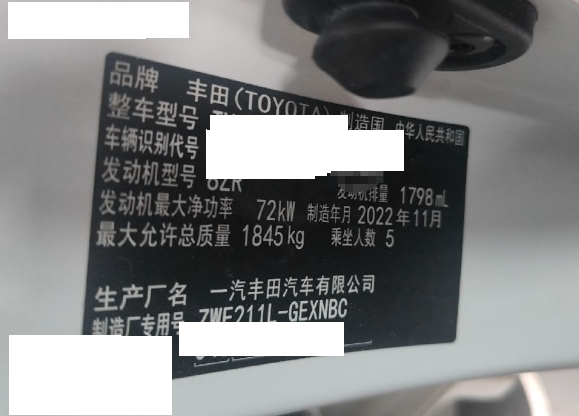 品牌 丰田(TOYOTA) 制造国 中华人民共和国
整车型号
车辆识别代号
发动机型号 8ZR 发动机排量 1798mL
发动机最大净功率 72kW 制造年月 2022年11月
最大允许总质量 1845kg 乘坐人数 5
生产厂名 一汽丰田汽车有限公司
制造厂专用号 ZWE211L-GEXNBC